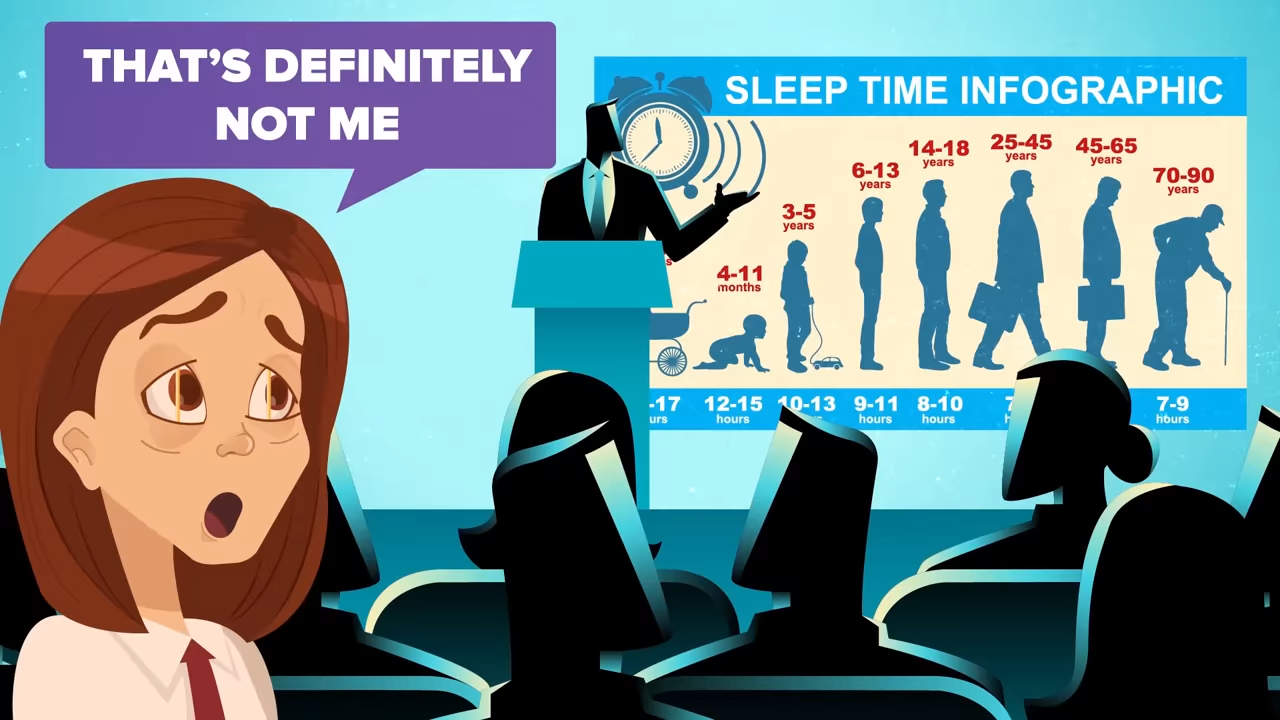 THAT'S DEFINITELY
NOT ME
SLEEP TIME INFOGRAPHIC
4-11
months
3-5
years
6-13
years
14-18
years
25-45
years
45-65
years
70-90
years
-17
12-15
hours
10-13
9-11
hours
8-10
hours
7-9
hours